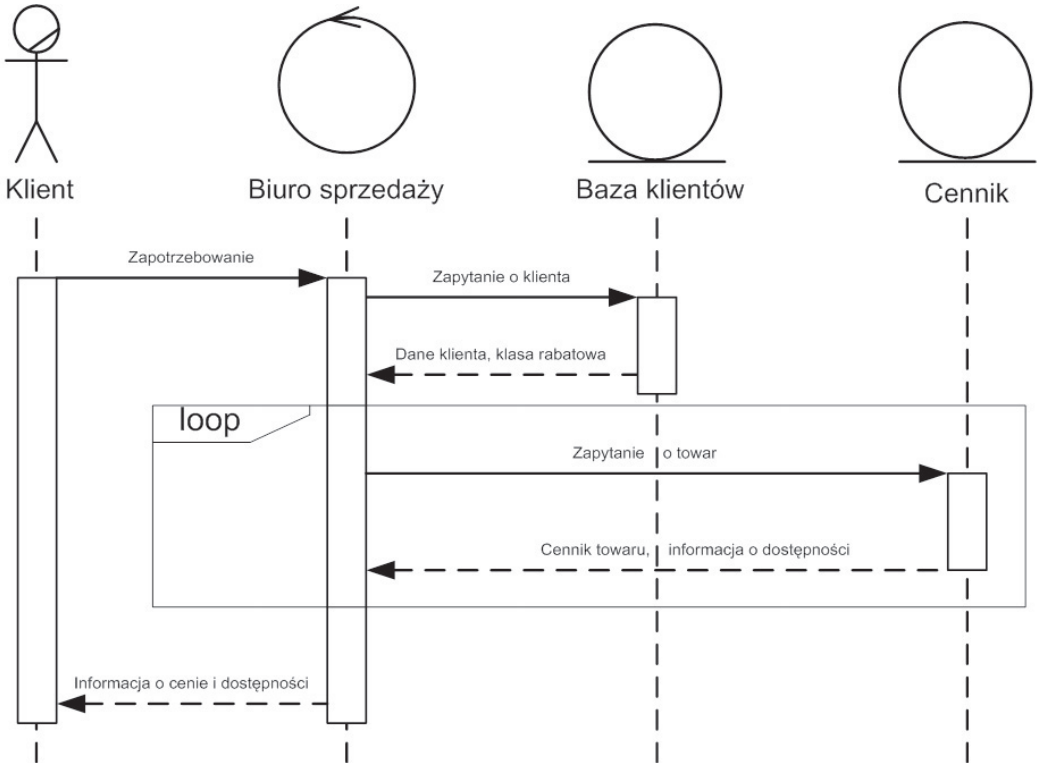 Klient
Biuro sprzedaży
Baza klientów
Cennik
Zapotrzebowanie
Zapytanie o klienta
Dane klienta, klasa rabatowa
loop
Zapytanie o towar
Cennik towaru, informacja o dostępności
Informacja o cenie i dostępności